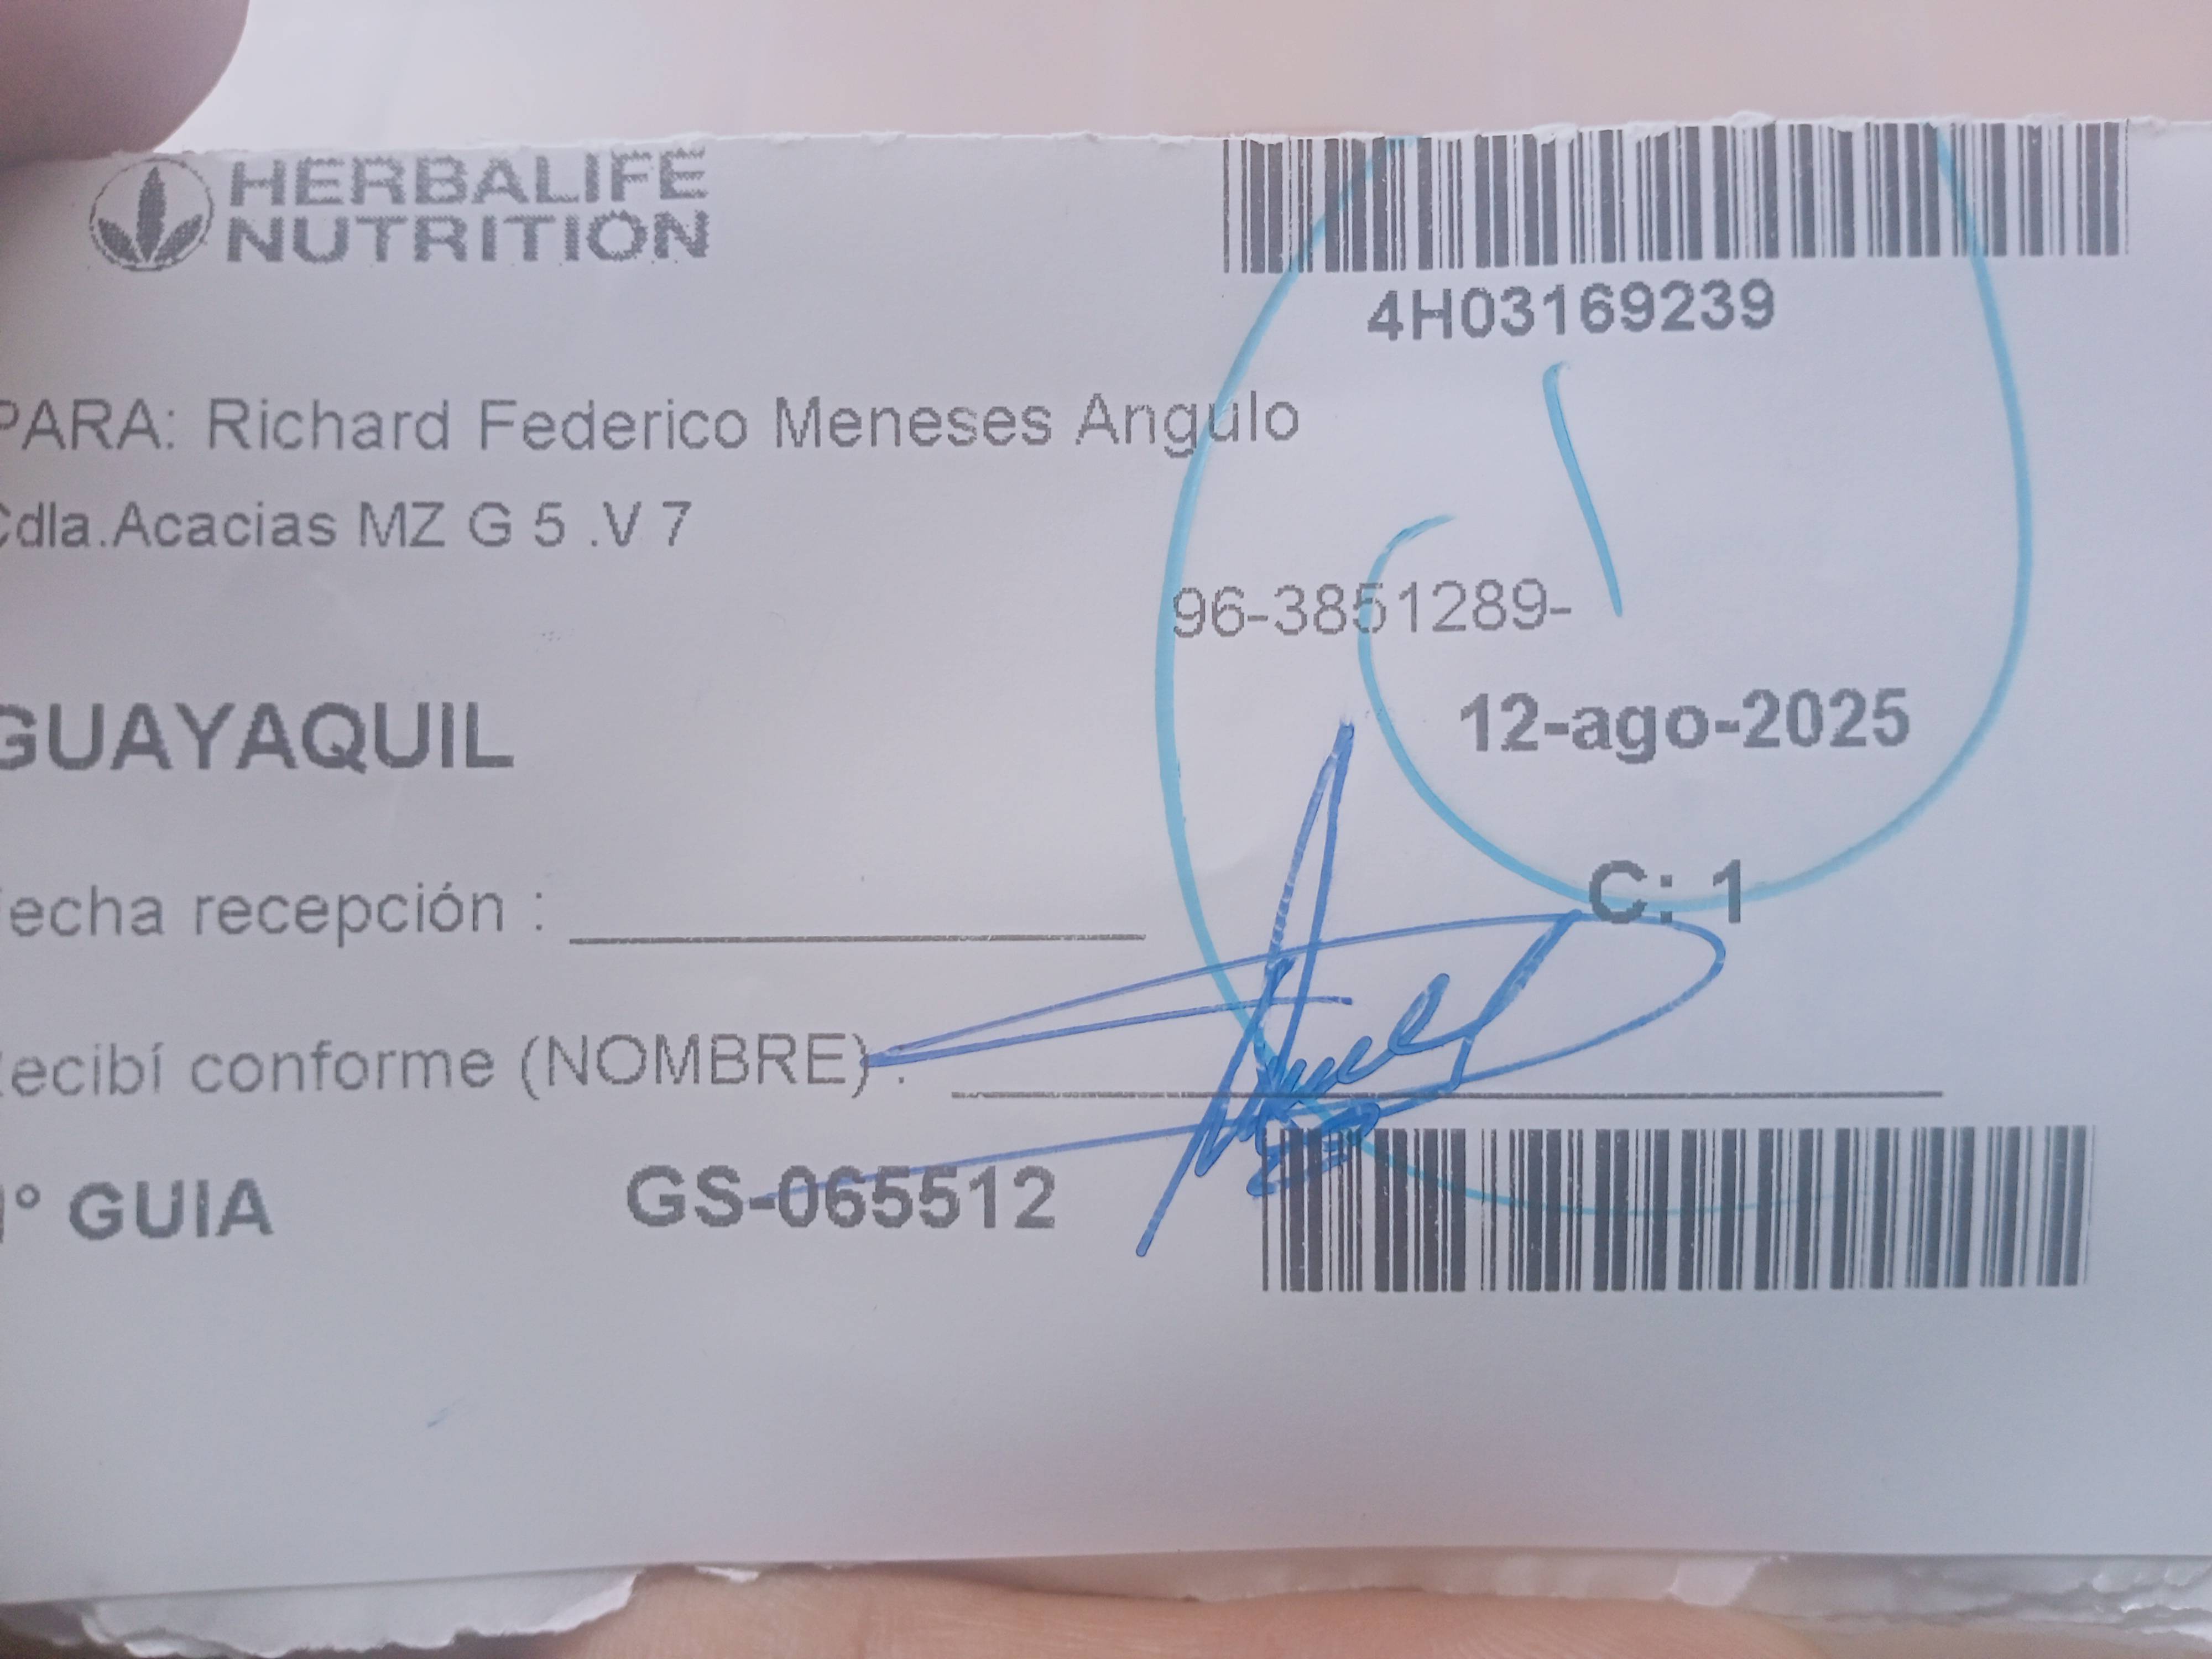 HERBALIFE
NUTRITION
4H03169239
PARA: Richard Federico Meneses Angulo
Cdla.Acacias MZ G 5 .V 7
96-3851289-
GUAYAQUIL
12-ago-2025
C: 1
echa recepción :
ecibí conforme (NOMBRE) :
° GUIA GS-065512